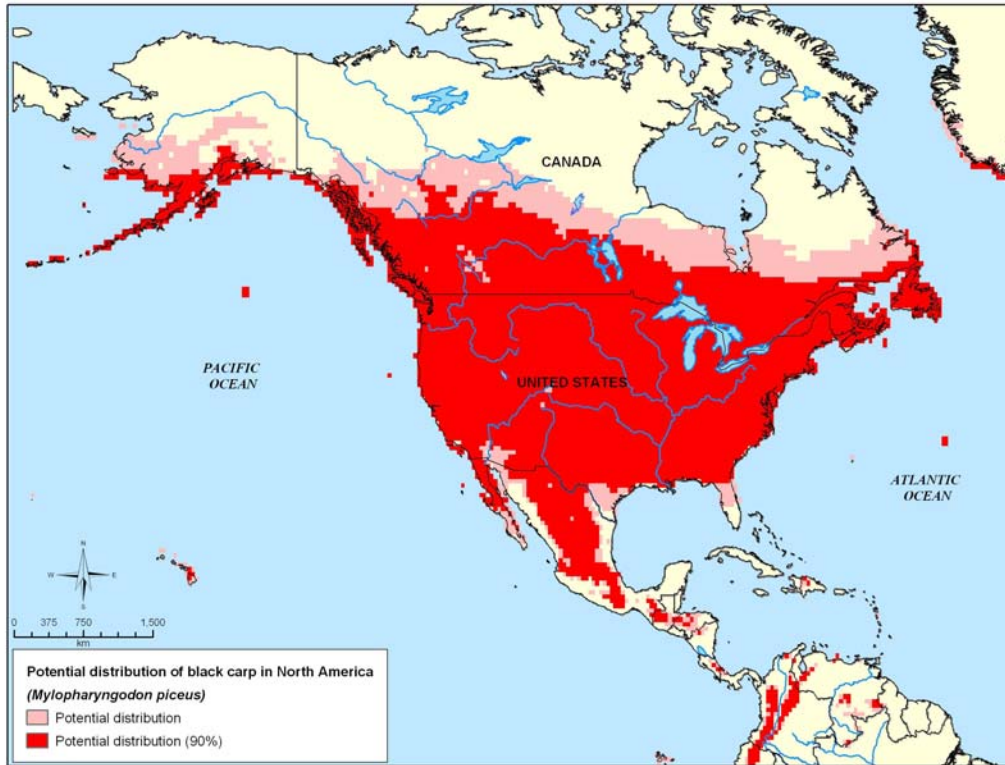 CANADA
PACIFIC
OCEAN
UNITED STATES
ATLANTIC
OCEAN
N
W E
S
0 375 750 1,500
km
Potential distribution of black carp in North America
(Mylopharyngodon piceus)
Potential distribution
Potential distribution (90%)